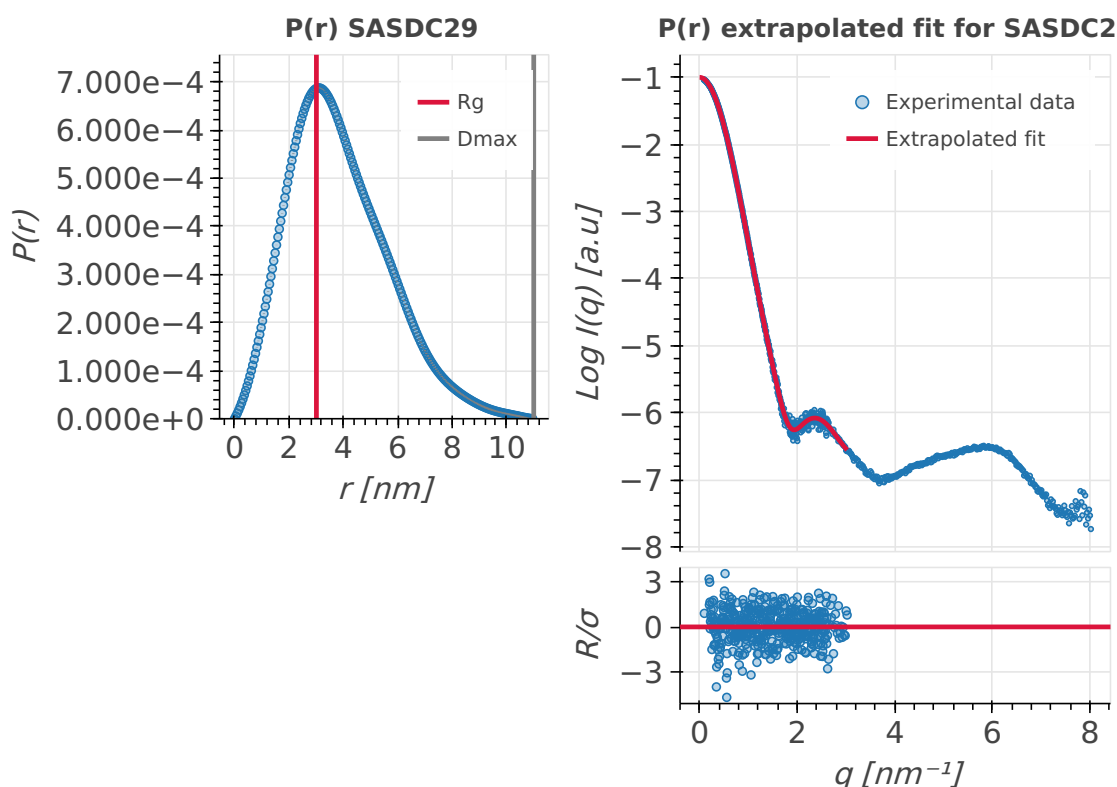 P(r) SASDC29
7.000e−4
6.000e−4
5.000e−4
4.000e−4
3.000e−4
2.000e−4
1.000e−4
0.000e+0
P(r)
Rg
Dmax
0 2 4 6 8 10
r [nm]
P(r) extrapolated fit for SASDC2
−1
−2
−3
−4
−5
−6
−7
−8
Log I(q) [a.u]
Experimental data
Extrapolated fit
3
0
−3
R/σ
0 2 4 6 8
q [nm⁻¹]